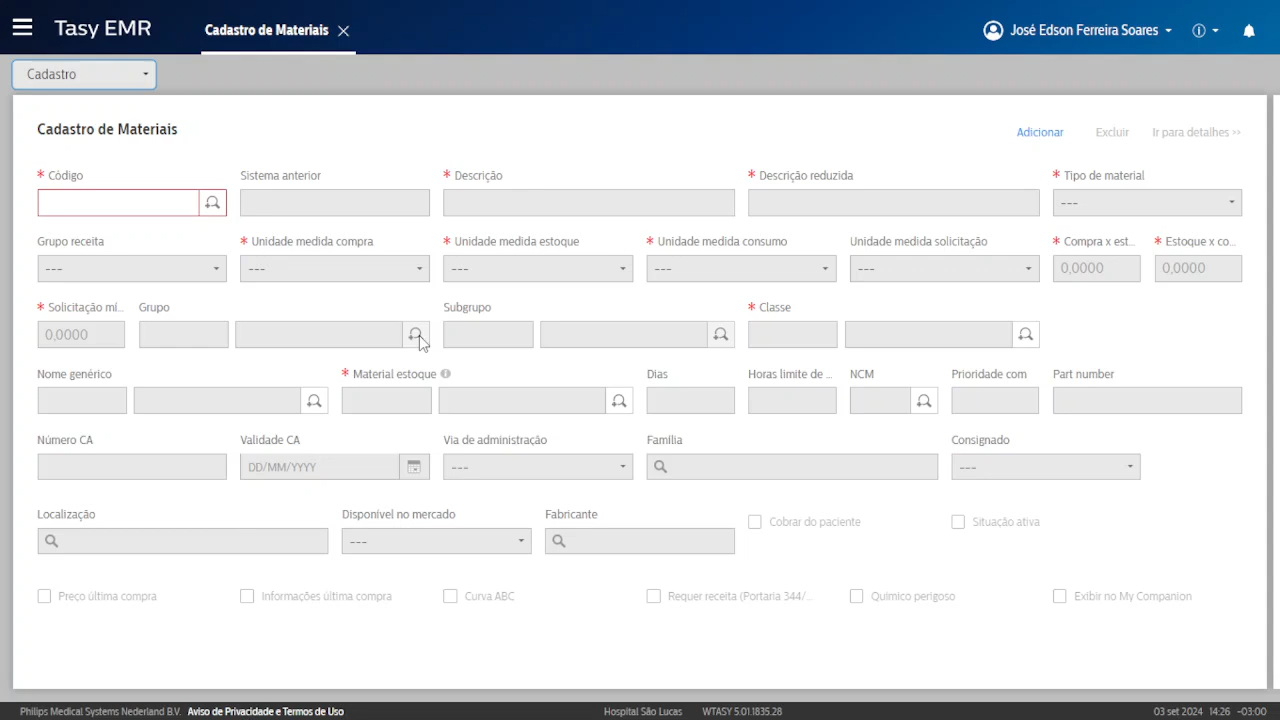 Tasy EMR
Cadastro de Materiais
José Edson Ferreira Soares
Cadastro
Cadastro de Materiais
Adicionar
Excluir
Ir para detalhes >>
* Código
Sistema anterior
* Descrição
* Descrição reduzida
* Tipo de material
---
Grupo receita
* Unidade medida compra
* Unidade medida estoque
* Unidade medida consumo
Unidade medida solicitação
* Compra x est...
* Estoque x co...
---
---
---
---
---
0,0000
0,0000
* Solicitação mí...
Grupo
Subgrupo
* Classe
0,0000
Nome genérico
* Material estoque
Dias
Horas limite de ...
NCM
Prioridade com
Part number
Número CA
Validade CA
Via de administração
Família
Consignado
DD/MM/YYYY
---
---
Localização
Disponível no mercado
Fabricante
Cobrar do paciente
Situação ativa
---
Preço última compra
Informações última compra
Curva ABC
Requer receita (Portaria 344/...
Químico perigoso
Exibir no My Companion
Philips Medical Systems Nederland B.V.
Aviso de Privacidade e Termos de Uso
Hospital São Lucas
WTASY 5.01.1835.28
03 set 2024 14:26 -03:00